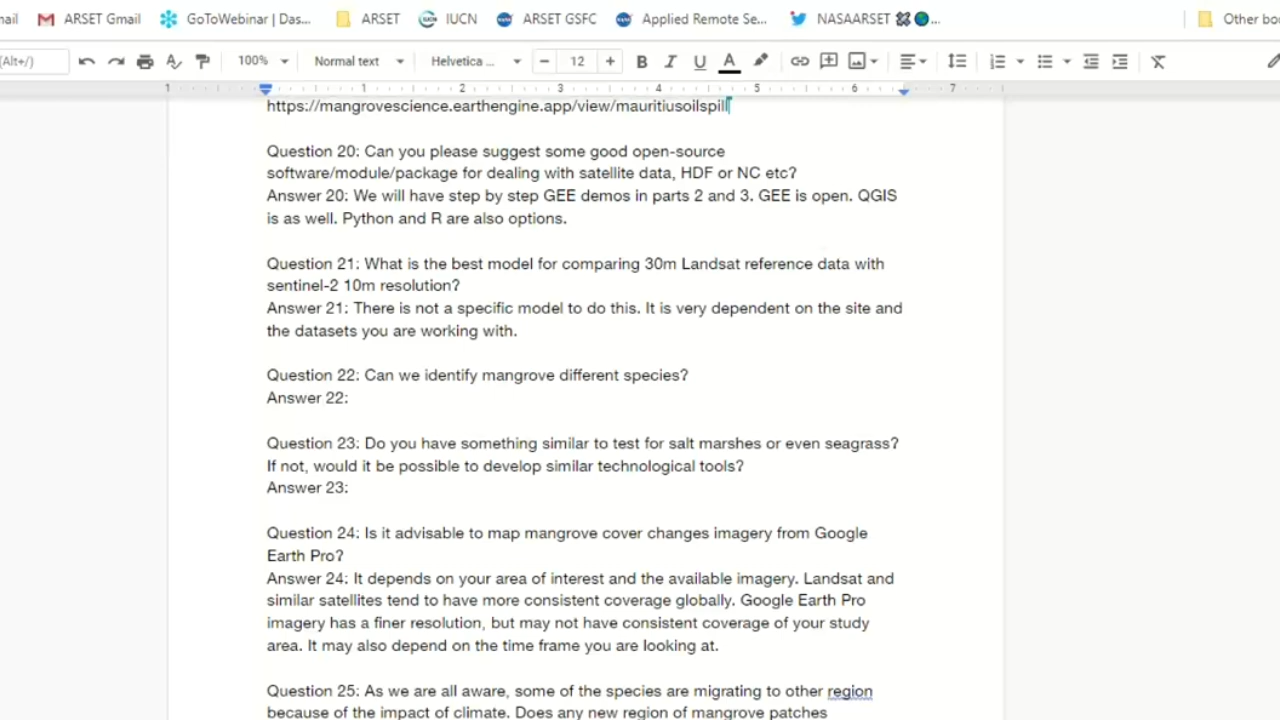 mail ARSET Gmail GoToWebinar | Das... ARSET IUCN ARSET GSFC Applied Remote Se... NASAARSET Other boo
(Alt+/) 100% Normal text Helvetica ... 12 B I U A
1 1 2 3 4 5 6 7
https://mangrovescience.earthengine.app/view/mauritiusoilspill
Question 20: Can you please suggest some good open-source
software/module/package for dealing with satellite data, HDF or NC etc?
Answer 20: We will have step by step GEE demos in parts 2 and 3. GEE is open. QGIS
is as well. Python and R are also options.
Question 21: What is the best model for comparing 30m Landsat reference data with
sentinel-2 10m resolution?
Answer 21: There is not a specific model to do this. It is very dependent on the site and
the datasets you are working with.
Question 22: Can we identify mangrove different species?
Answer 22:
Question 23: Do you have something similar to test for salt marshes or even seagrass?
If not, would it be possible to develop similar technological tools?
Answer 23:
Question 24: Is it advisable to map mangrove cover changes imagery from Google
Earth Pro?
Answer 24: It depends on your area of interest and the available imagery. Landsat and
similar satellites tend to have more consistent coverage globally. Google Earth Pro
imagery has a finer resolution, but may not have consistent coverage of your study
area. It may also depend on the time frame you are looking at.
Question 25: As we are all aware, some of the species are migrating to other region
because of the impact of climate. Does any new region of mangrove patches